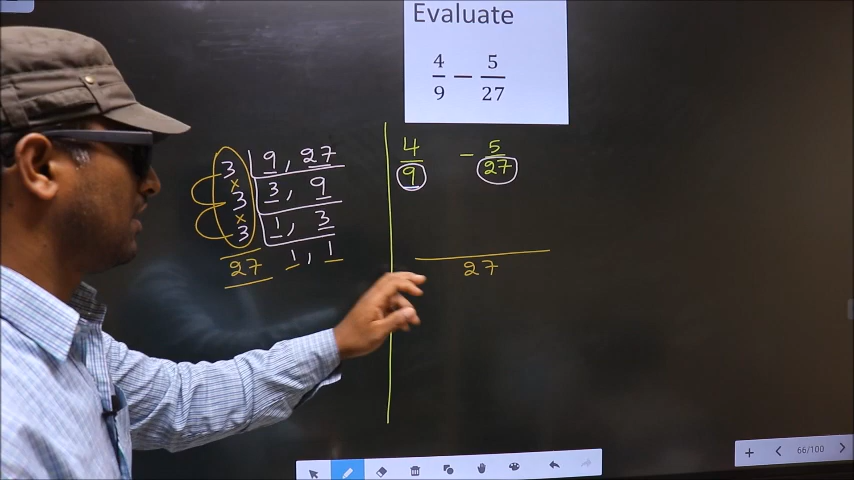 Evaluate
4/9 − 5/27
3 | 9, 27
×
3 | 3, 9
×
3 | 1, 3
1, 1
27
4/9 - 5/27
27
66/100